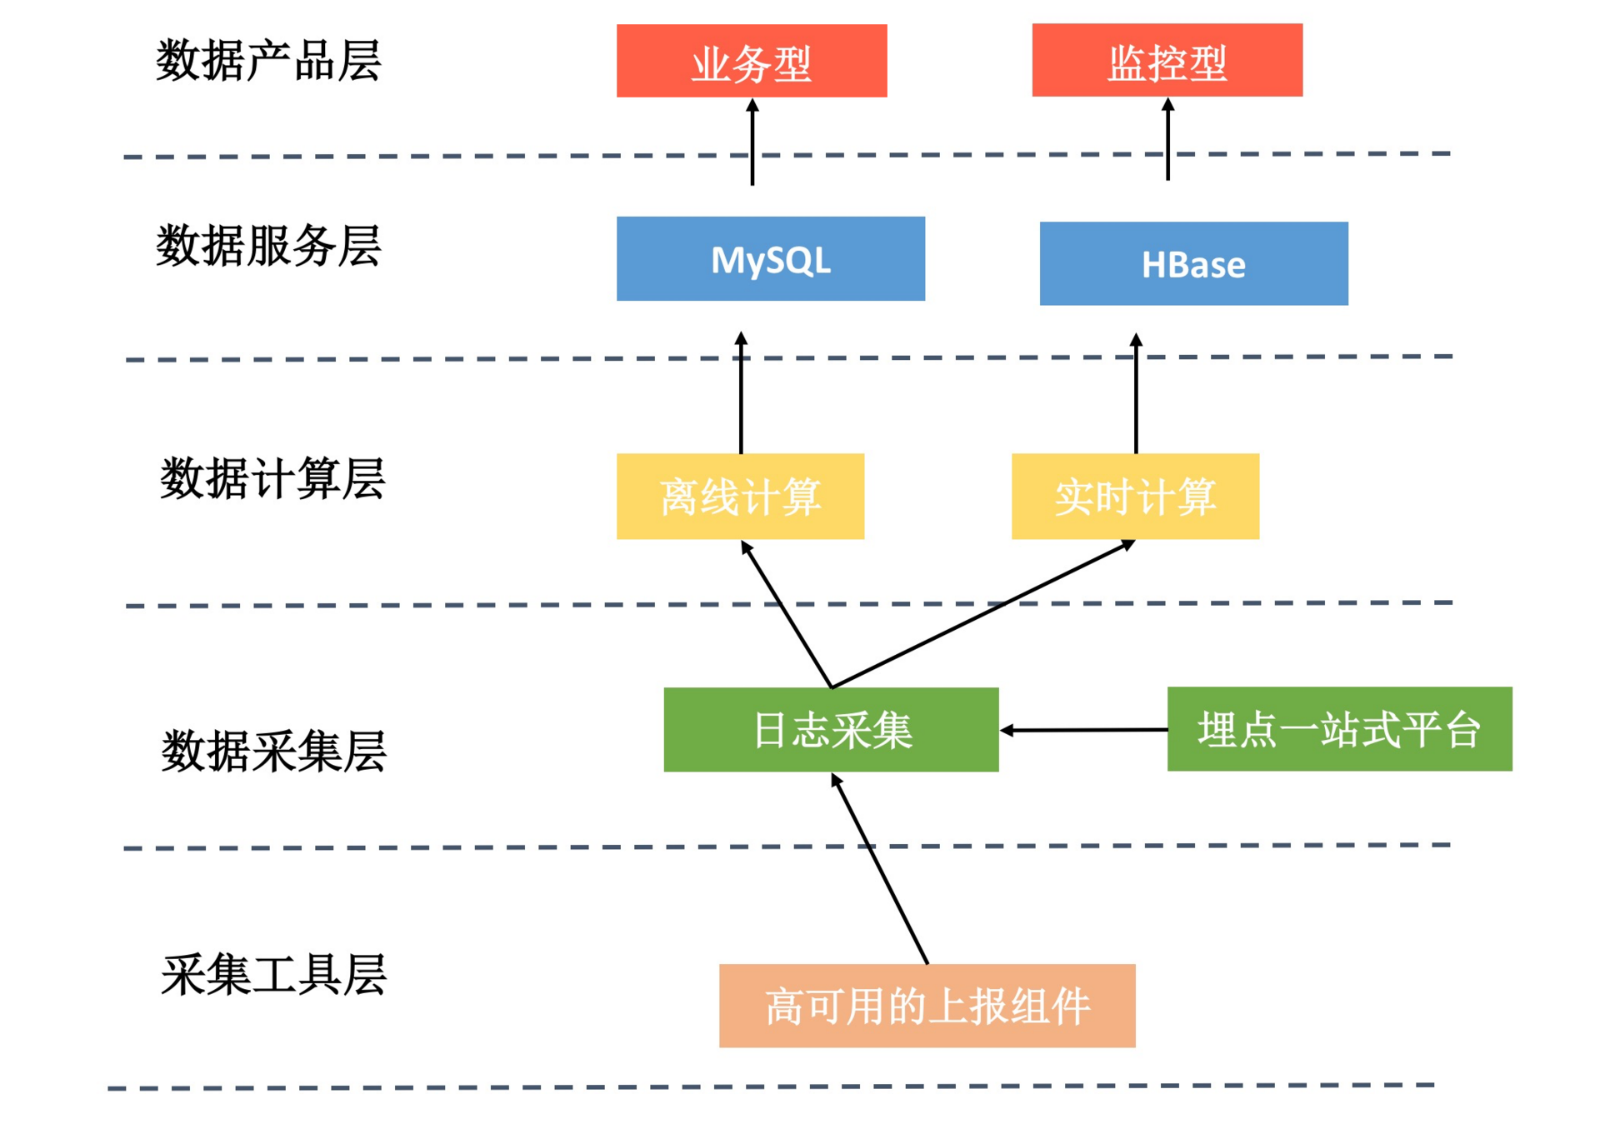 数据产品层
业务型
监控型
数据服务层
MySQL
HBase
数据计算层
离线计算
实时计算
数据采集层
日志采集
埋点一站式平台
采集工具层
高可用的上报组件